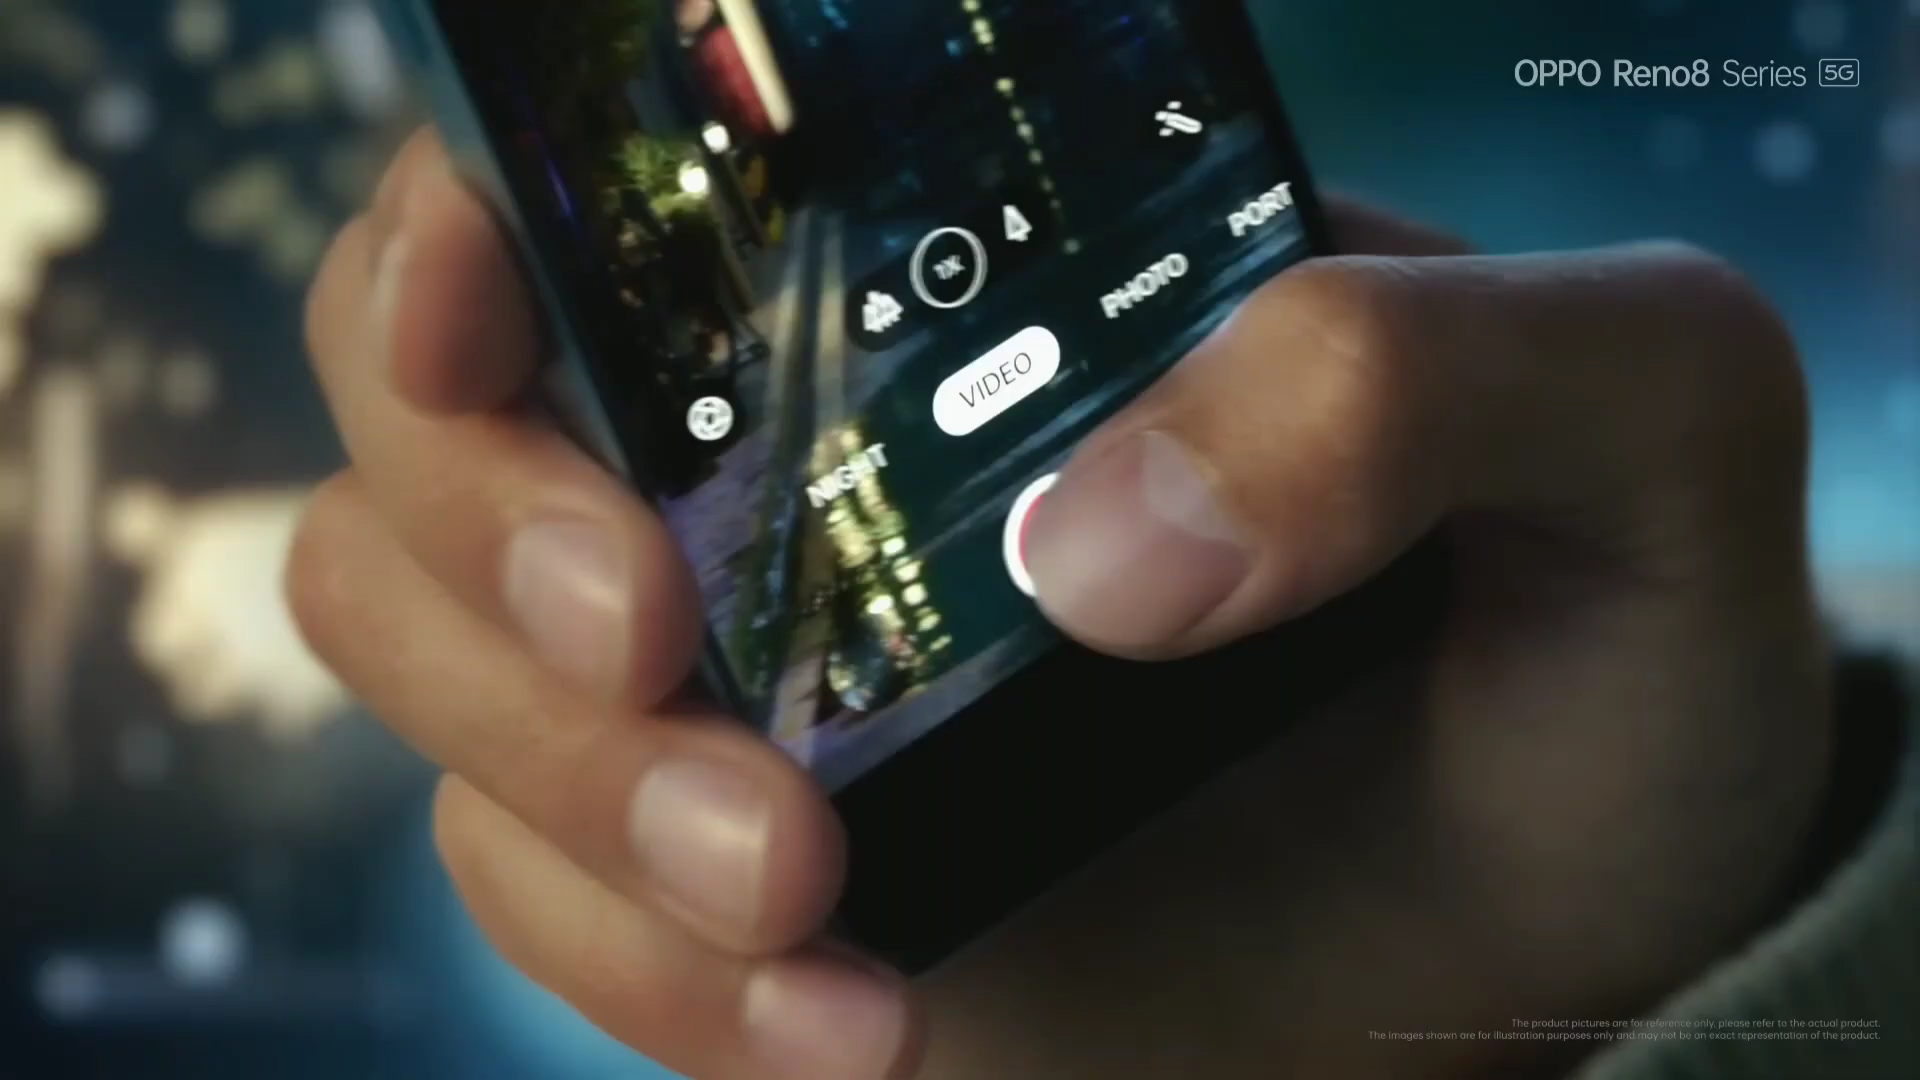 OPPO Reno8 Series 5G
PORT
PHOTO
1X
VIDEO
NIGHT
The product pictures are for reference only, please refer to the actual product.
The images shown are for illustration purposes only and may not be an exact representation of the product.